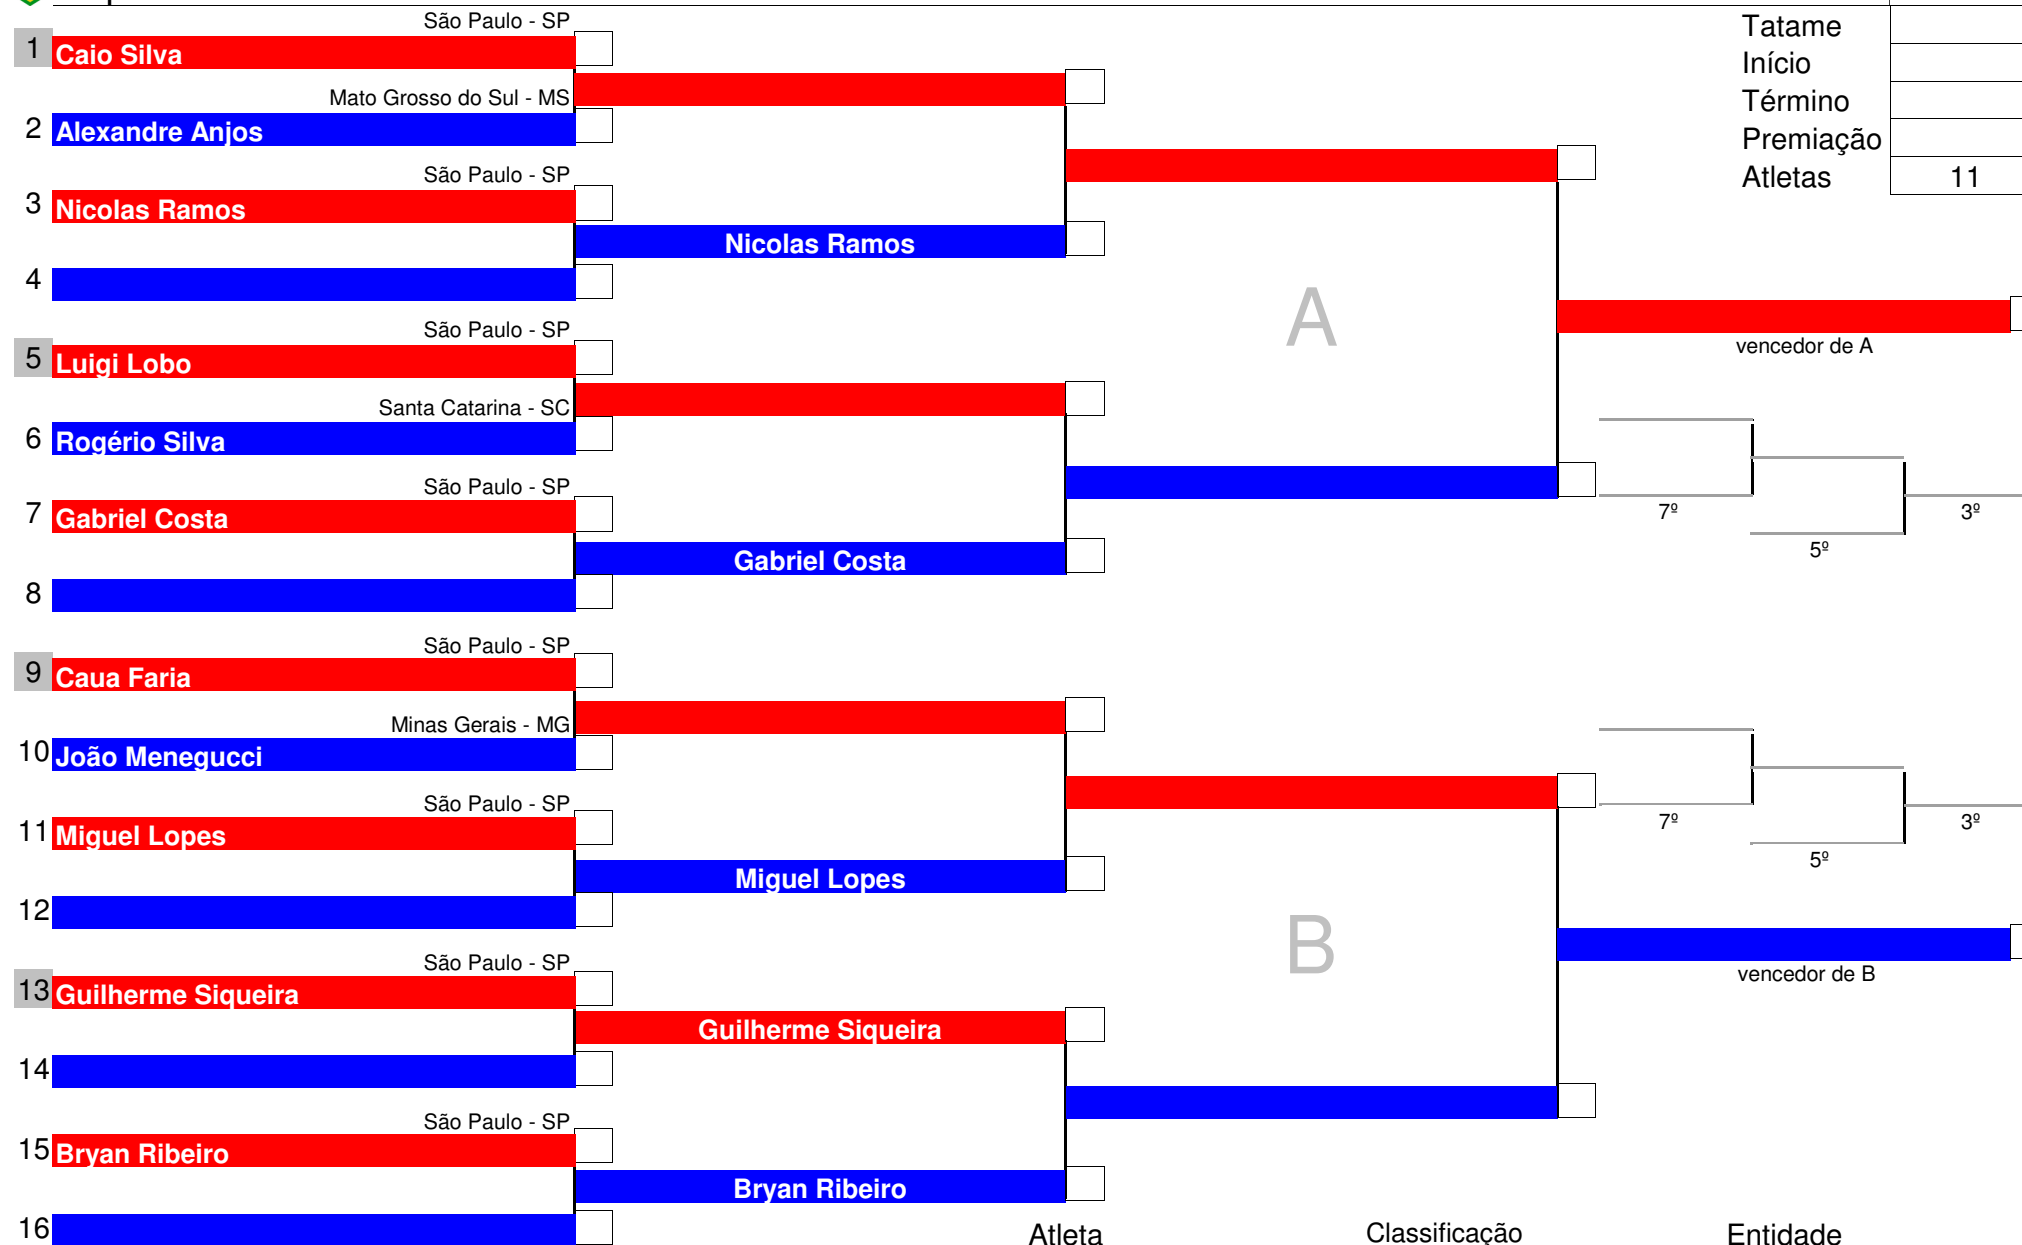 São Paulo - SP
1 Caio Silva
Mato Grosso do Sul - MS
2 Alexandre Anjos
São Paulo - SP
3 Nicolas Ramos
Nicolas Ramos
4
São Paulo - SP
5 Luigi Lobo
Santa Catarina - SC
6 Rogério Silva
São Paulo - SP
7 Gabriel Costa
Gabriel Costa
8
São Paulo - SP
9 Caua Faria
Minas Gerais - MG
10 João Menegucci
São Paulo - SP
11 Miguel Lopes
Miguel Lopes
12
São Paulo - SP
13 Guilherme Siqueira
Guilherme Siqueira
14
São Paulo - SP
15 Bryan Ribeiro
Bryan Ribeiro
16
A
B
Tatame
Início
Término
Premiação
Atletas 11
vencedor de A
7º
5º
3º
7º
5º
3º
vencedor de B
Atleta Classificação Entidade